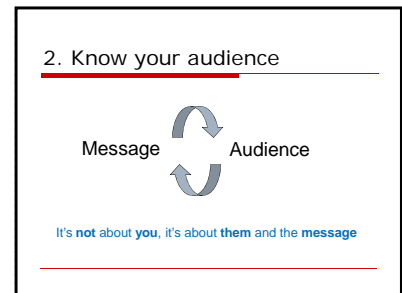 2. Know your audience
Message Audience
It's not about you, it's about them and the message